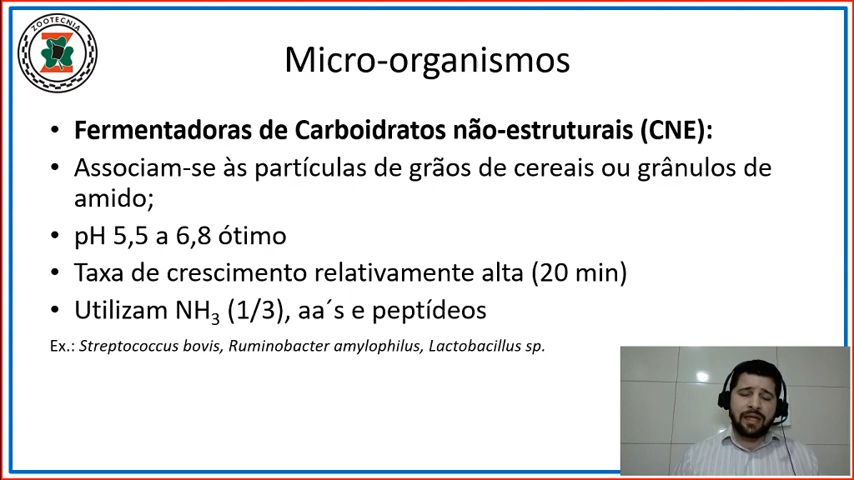 ZOOTECNIA
Z
Micro-organismos
• Fermentadoras de Carboidratos não-estruturais (CNE):
• Associam-se às partículas de grãos de cereais ou grânulos de
amido;
• pH 5,5 a 6,8 ótimo
• Taxa de crescimento relativamente alta (20 min)
• Utilizam NH₃ (1/3), aa´s e peptídeos
Ex.: Streptococcus bovis, Ruminobacter amylophilus, Lactobacillus sp.